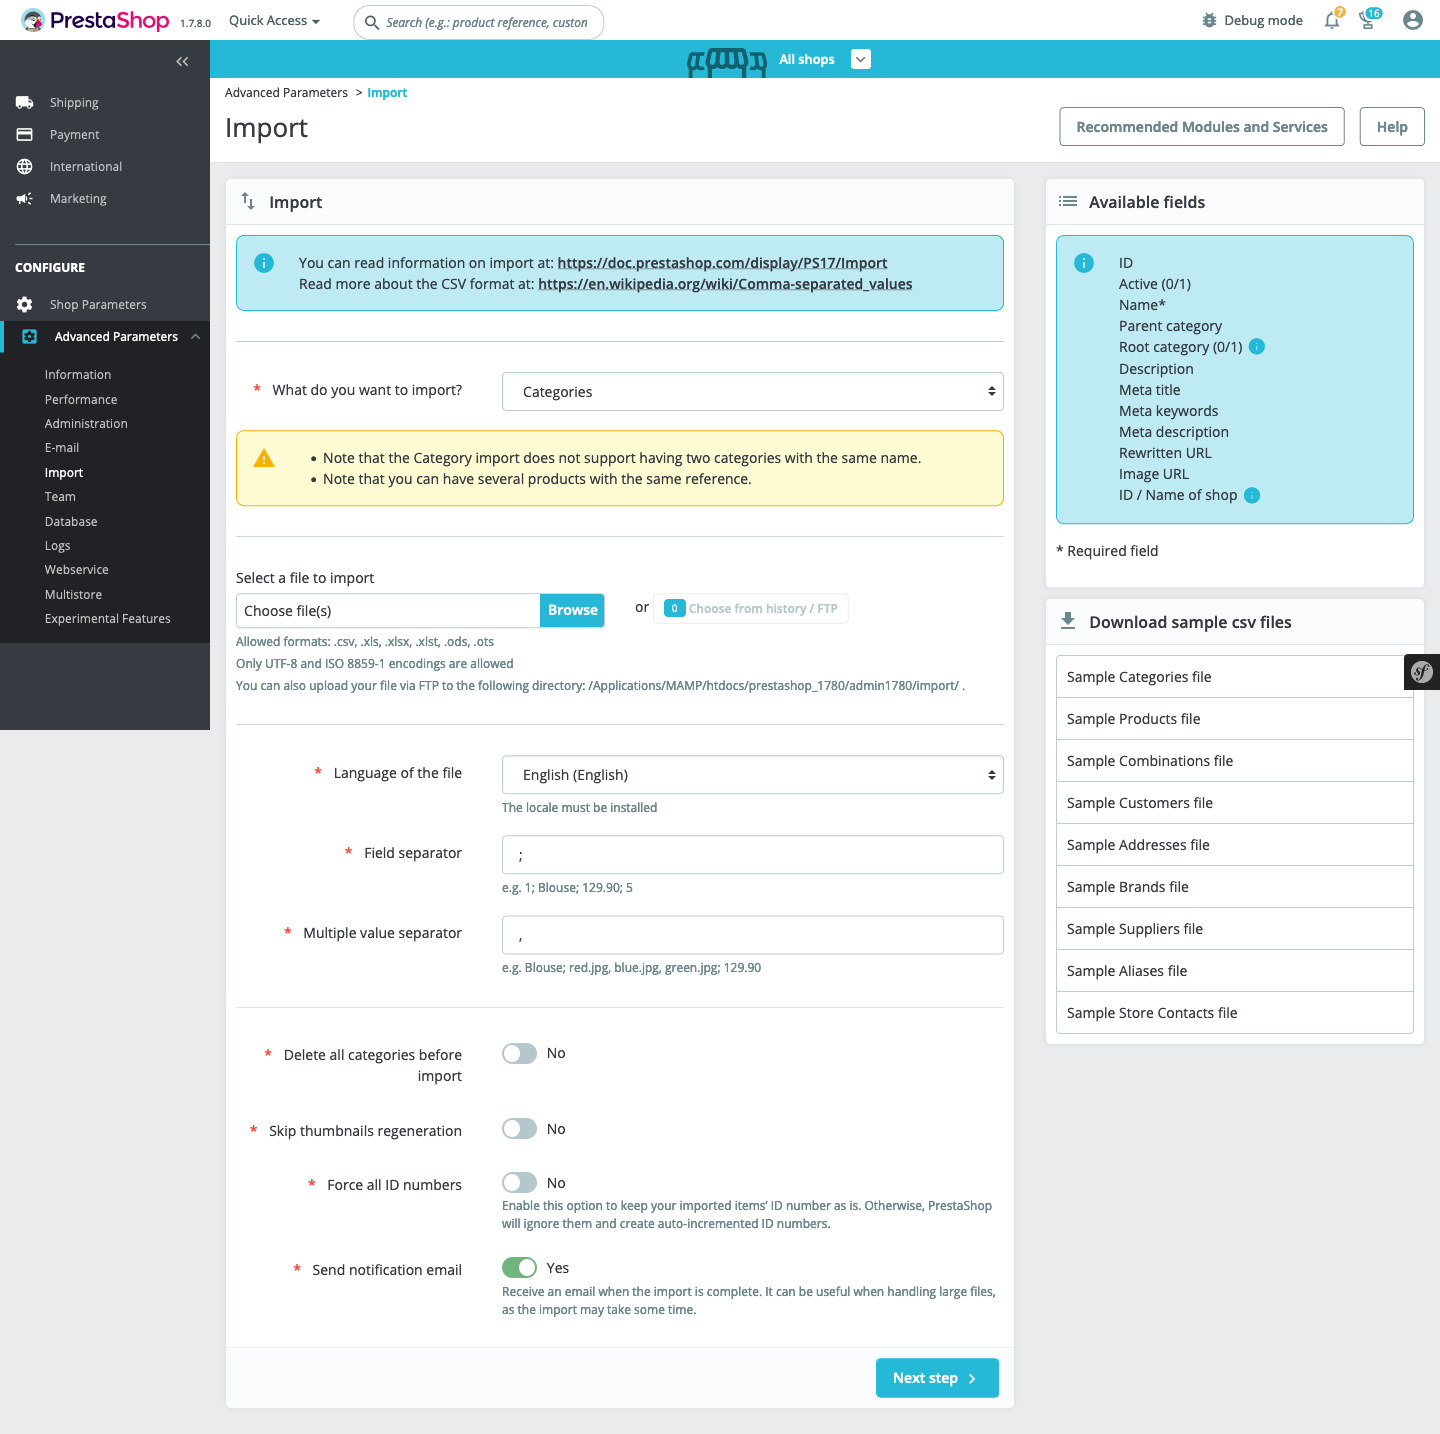 PrestaShop 1.7.8.0
Quick Access
Search (e.g.: product reference, custon
Debug mode
7
16
All shops
Shipping
Payment
International
Marketing
CONFIGURE
Shop Parameters
Advanced Parameters
Information
Performance
Administration
E-mail
Import
Team
Database
Logs
Webservice
Multistore
Experimental Features
Advanced Parameters > Import
Import
Recommended Modules and Services
Help
Import
You can read information on import at: https://doc.prestashop.com/display/PS17/Import
Read more about the CSV format at: https://en.wikipedia.org/wiki/Comma-separated_values
* What do you want to import?
Categories
• Note that the Category import does not support having two categories with the same name.
• Note that you can have several products with the same reference.
Select a file to import
Choose file(s)
Browse
or
0 Choose from history / FTP
Allowed formats: .csv, .xls, .xlsx, .xlst, .ods, .ots
Only UTF-8 and ISO 8859-1 encodings are allowed
You can also upload your file via FTP to the following directory: /Applications/MAMP/htdocs/prestashop_1780/admin1780/import/ .
* Language of the file
English (English)
The locale must be installed
* Field separator
;
e.g. 1; Blouse; 129.90; 5
* Multiple value separator
,
e.g. Blouse; red.jpg, blue.jpg, green.jpg; 129.90
* Delete all categories before
import
No
* Skip thumbnails regeneration
No
* Force all ID numbers
No
Enable this option to keep your imported items’ ID number as is. Otherwise, PrestaShop
will ignore them and create auto-incremented ID numbers.
* Send notification email
Yes
Receive an email when the import is complete. It can be useful when handling large files,
as the import may take some time.
Next step
Available fields
ID
Active (0/1)
Name*
Parent category
Root category (0/1)
Description
Meta title
Meta keywords
Meta description
Rewritten URL
Image URL
ID / Name of shop
* Required field
Download sample csv files
Sample Categories file
Sample Products file
Sample Combinations file
Sample Customers file
Sample Addresses file
Sample Brands file
Sample Suppliers file
Sample Aliases file
Sample Store Contacts file
sf